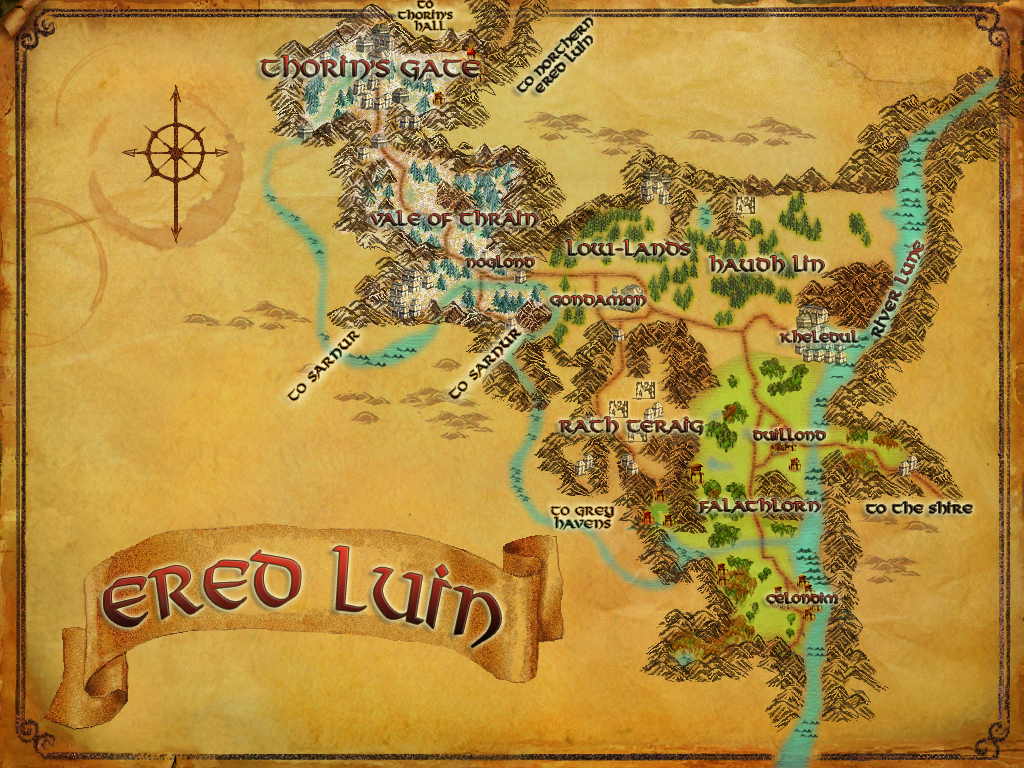 TO
THORIN'S
HALL
TO NORTHERN
ERED LUIN
THORIN'S GATE
VALE OF THRAIN
NOGLOND
LOW-LANDS
HAUDH LIN
GONDAMON
RIVER LUNE
KHELEDUL
TO SARNUR
TO SARNUR
RATH TERAIG
DUILLOND
TO GREY
HAVENS
FALATHLORN
TO THE SHIRE
CELONDIM
ERED LUIN